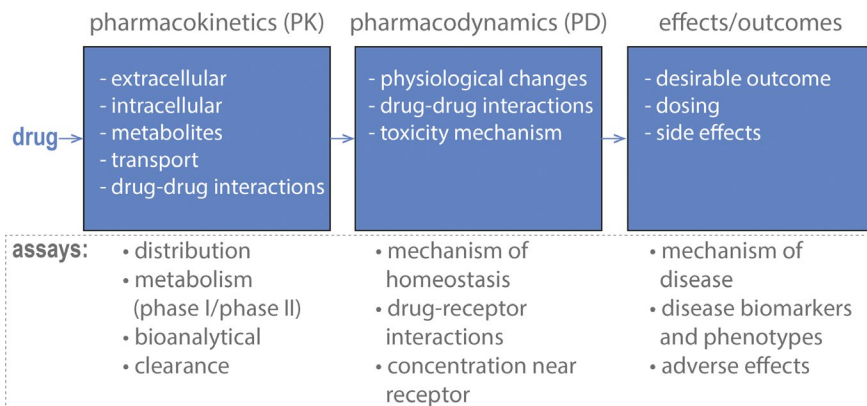 pharmacokinetics (PK)
pharmacodynamics (PD)
effects/outcomes
drug
- extracellular
- intracellular
- metabolites
- transport
- drug-drug interactions
- physiological changes
- drug-drug interactions
- toxicity mechanism
- desirable outcome
- dosing
- side effects
assays:
• distribution
• metabolism
(phase I/phase II)
• bioanalytical
• clearance
• mechanism of
homeostasis
• drug-receptor
interactions
• concentration near
receptor
• mechanism of
disease
• disease biomarkers
and phenotypes
• adverse effects